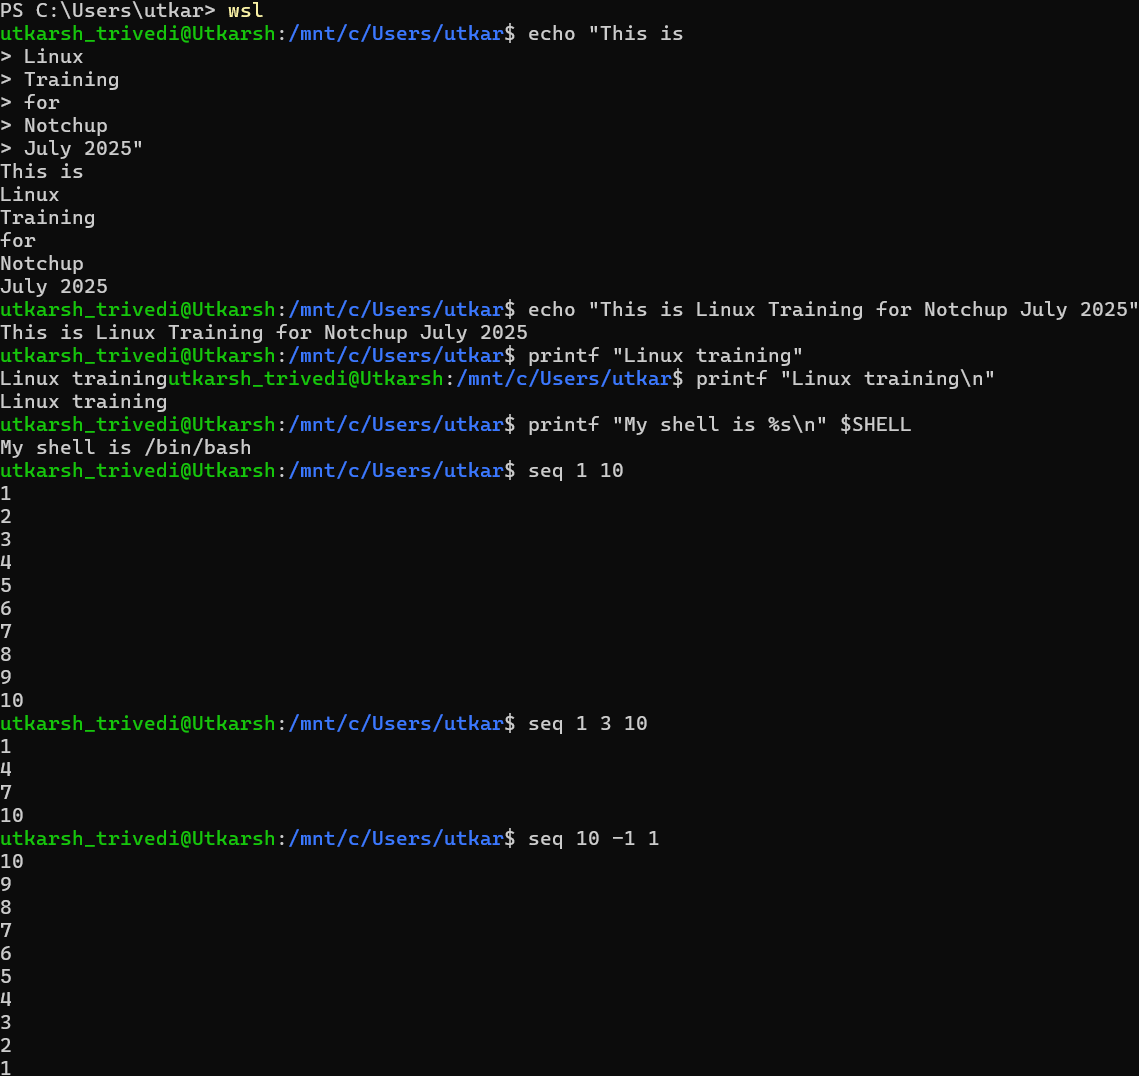 PS C:\Users\utkar> wsl
utkarsh_trivedi@Utkarsh:/mnt/c/Users/utkar$ echo "This is
> Linux
> Training
> for
> Notchup
> July 2025"
This is
Linux
Training
for
Notchup
July 2025
utkarsh_trivedi@Utkarsh:/mnt/c/Users/utkar$ echo "This is Linux Training for Notchup July 2025"
This is Linux Training for Notchup July 2025
utkarsh_trivedi@Utkarsh:/mnt/c/Users/utkar$ printf "Linux training"
Linux trainingutkarsh_trivedi@Utkarsh:/mnt/c/Users/utkar$ printf "Linux training\n"
Linux training
utkarsh_trivedi@Utkarsh:/mnt/c/Users/utkar$ printf "My shell is %s\n" $SHELL
My shell is /bin/bash
utkarsh_trivedi@Utkarsh:/mnt/c/Users/utkar$ seq 1 10
1
2
3
4
5
6
7
8
9
10
utkarsh_trivedi@Utkarsh:/mnt/c/Users/utkar$ seq 1 3 10
1
4
7
10
utkarsh_trivedi@Utkarsh:/mnt/c/Users/utkar$ seq 10 -1 1
10
9
8
7
6
5
4
3
2
1